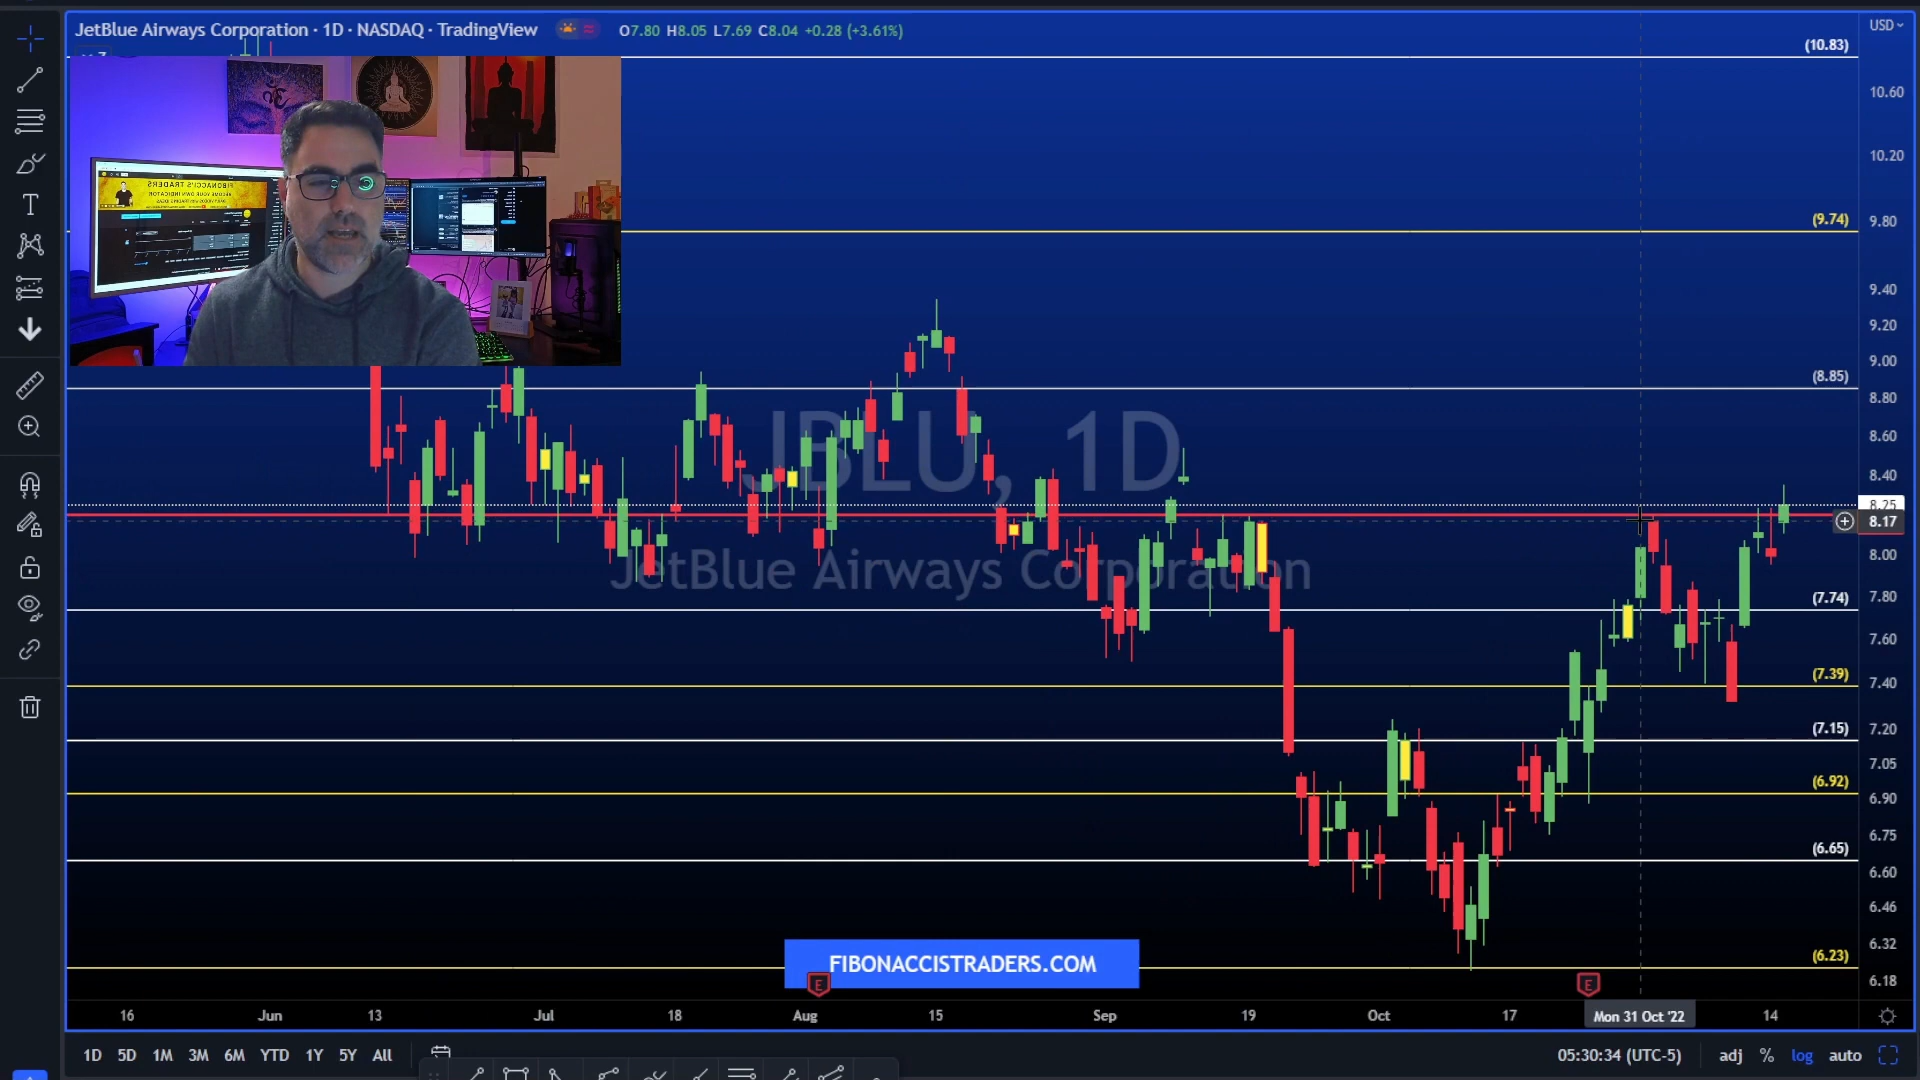 JetBlue Airways Corporation · 1D · NASDAQ · TradingView
O7.80 H8.05 L7.69 C8.04 +0.28 (+3.61%)
USD
(10.83)
10.60
10.20
(9.74)
9.80
9.40
9.20
9.00
(8.85)
8.80
8.60
8.40
8.25
8.17
8.00
(7.74)
7.80
7.60
(7.39)
7.40
(7.15)
7.20
7.05
(6.92)
6.90
6.75
(6.65)
6.60
6.46
6.32
(6.23)
6.18
JBLU, 1D
JetBlue Airways Corporation
FIBONACCISTRADERS.COM
E
E
16 Jun 13 Jul 18 Aug 15 Sep 19 Oct 17 Mon 31 Oct '22 14
1D 5D 1M 3M 6M YTD 1Y 5Y All
05:30:34 (UTC-5) adj % log auto